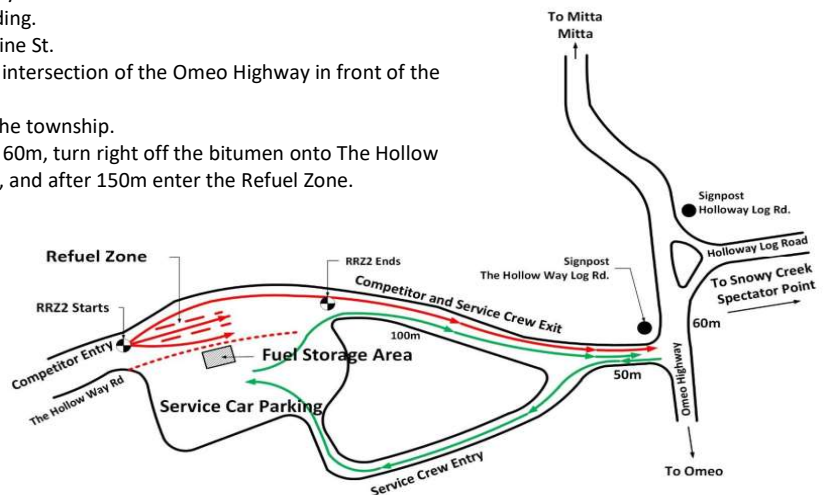 ding.
ine St.
intersection of the Omeo Highway in front of the
he township.
60m, turn right off the bitumen onto The Hollow
, and after 150m enter the Refuel Zone.
To Mitta
Mitta
Signpost
Holloway Log Rd.
Holloway Log Road
To Snowy Creek
Spectator Point
Refuel Zone
RRZ2 Ends
Signpost
The Hollow Way Log Rd.
RRZ2 Starts
Competitor and Service Crew Exit
60m
100m
Competitor Entry
Fuel Storage Area
The Hollow Way Rd
50m
Omeo Highway
Service Car Parking
Service Crew Entry
To Omeo